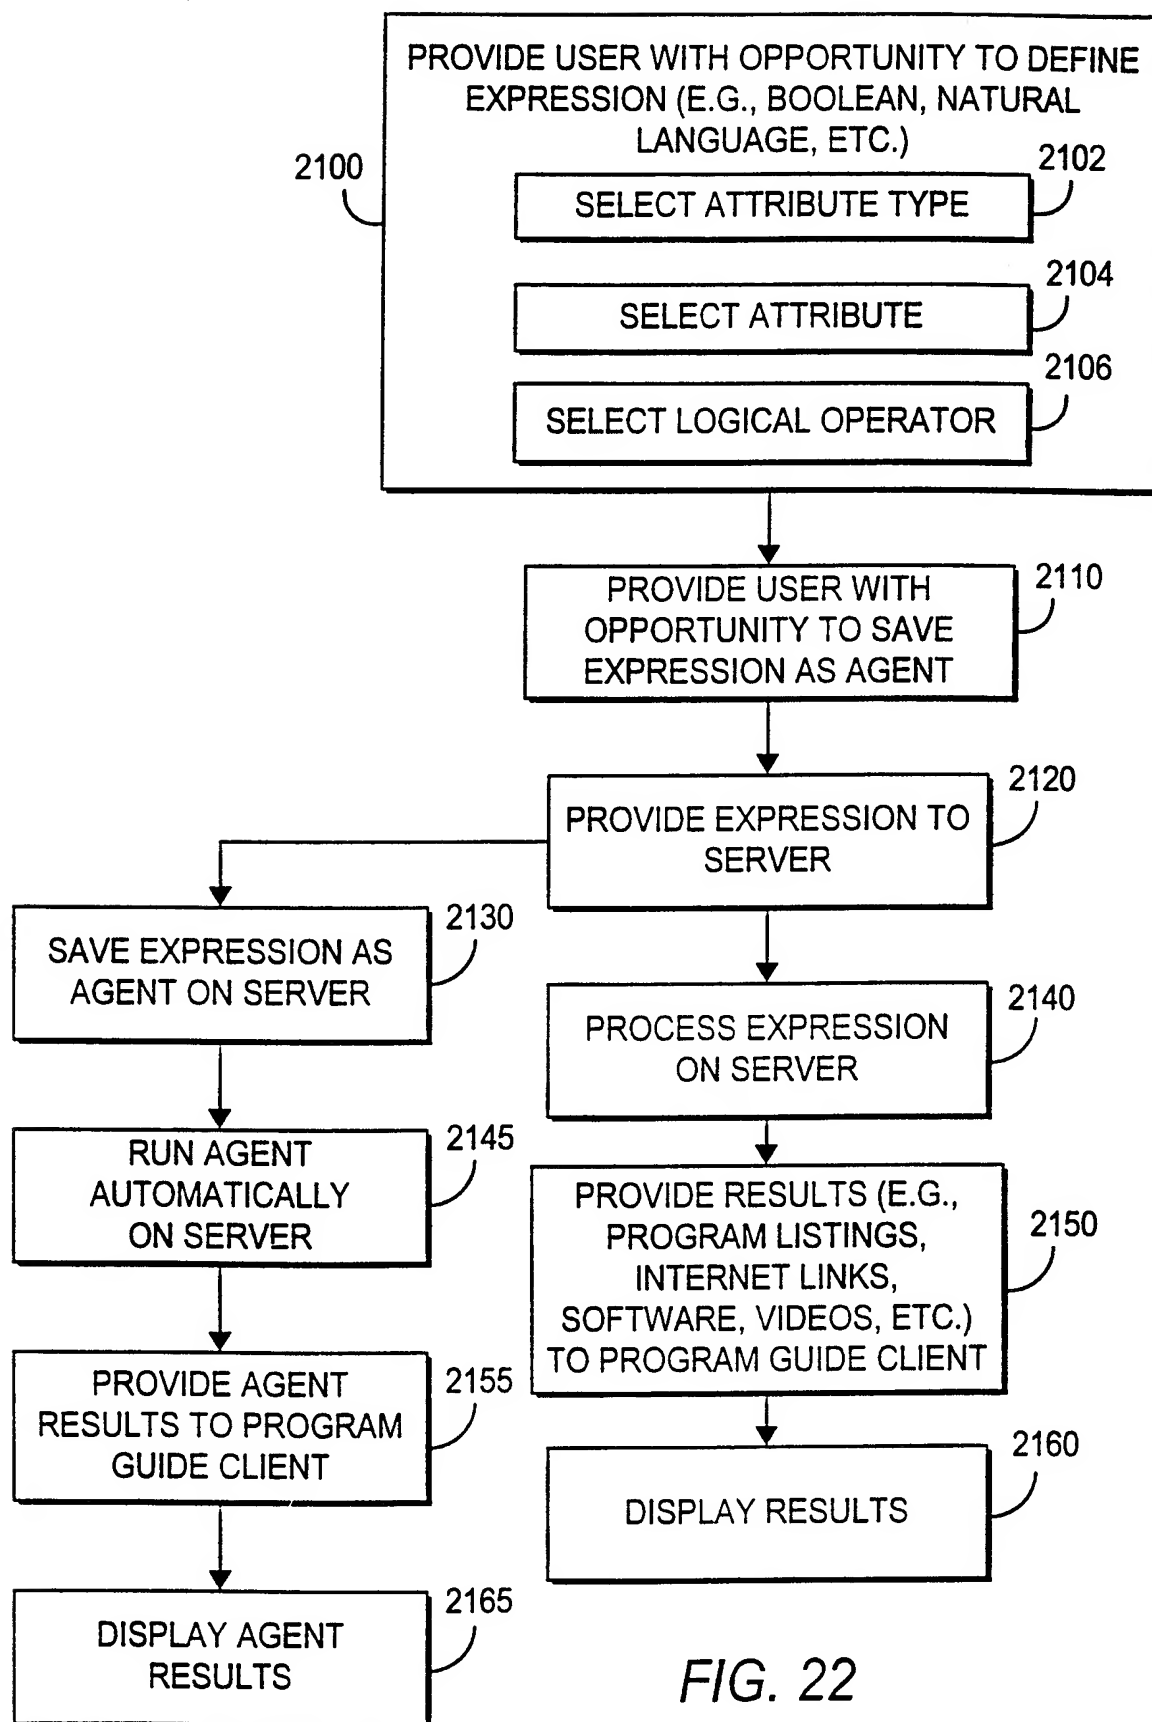 PROVIDE USER WITH OPPORTUNITY TO DEFINE
EXPRESSION (E.G., BOOLEAN, NATURAL
LANGUAGE, ETC.)
2100
2102
SELECT ATTRIBUTE TYPE
2104
SELECT ATTRIBUTE
2106
SELECT LOGICAL OPERATOR
2110
PROVIDE USER WITH
OPPORTUNITY TO SAVE
EXPRESSION AS AGENT
2120
PROVIDE EXPRESSION TO
SERVER
2130
SAVE EXPRESSION AS
AGENT ON SERVER
2140
PROCESS EXPRESSION
ON SERVER
2145
RUN AGENT
AUTOMATICALLY
ON SERVER
2150
PROVIDE RESULTS (E.G.,
PROGRAM LISTINGS,
INTERNET LINKS,
SOFTWARE, VIDEOS, ETC.)
TO PROGRAM GUIDE CLIENT
2155
PROVIDE AGENT
RESULTS TO PROGRAM
GUIDE CLIENT
2160
DISPLAY RESULTS
2165
DISPLAY AGENT
RESULTS
FIG. 22